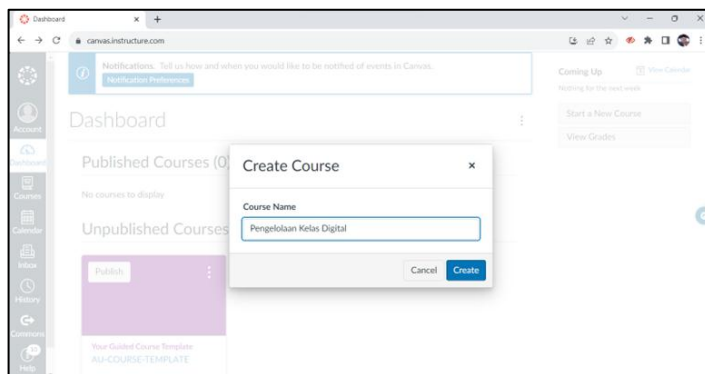 Dashboard
canvas.instructure.com
Notifications. Tell us how and when you would like to be notified of events in Canvas.
Notification Preferences
Coming Up
View Calendar
Nothing for the next week
Start a New Course
View Grades
Account
Dashboard
Courses
Calendar
Inbox
History
Commons
Help
Dashboard
Published Courses (0)
No courses to display
Unpublished Courses
Publish
Your Guided Course Template
AU-COURSE-TEMPLATE
Create Course
Course Name
Pengelolaan Kelas Digital
Cancel
Create